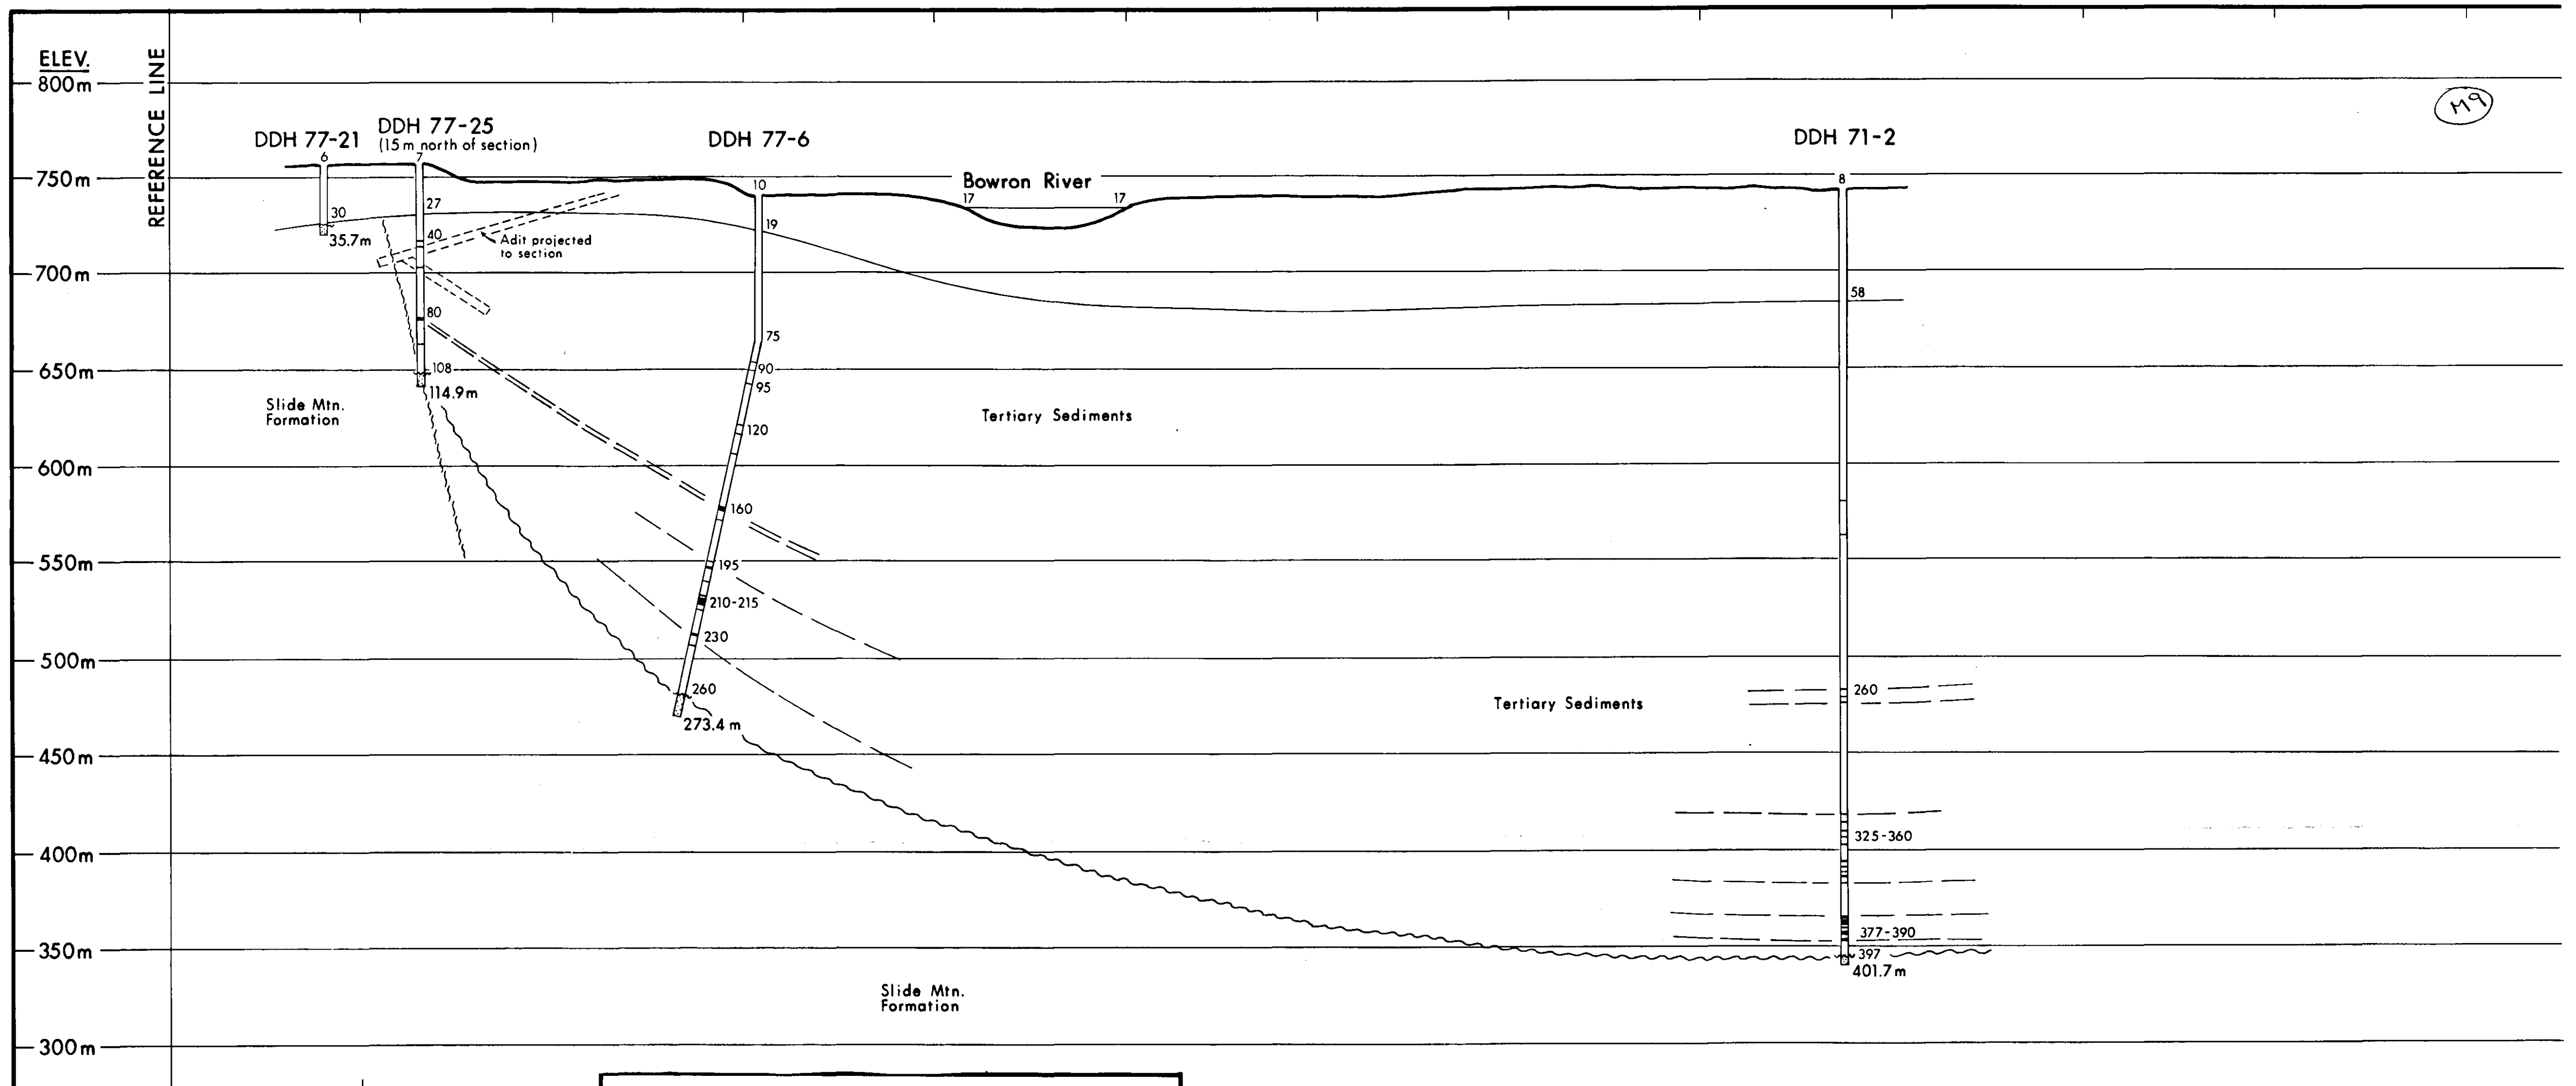 ELEV.
REFERENCE LINE
800m
M9
DDH 77-21
DDH 77-25
(15 m north of section)
DDH 77-6
DDH 71-2
6
7
10
8
750m
Bowron River
17
17
30
27
19
35.7m
40
Adit projected
to section
700m
58
80
75
650m
108
90
95
114.9m
Slide Mtn.
Formation
Tertiary Sediments
120
600m
160
550m
195
210-215
230
500m
260
260
Tertiary Sediments
273.4 m
450m
325-360
400m
377-390
350m
397
401.7m
Slide Mtn.
Formation
300m